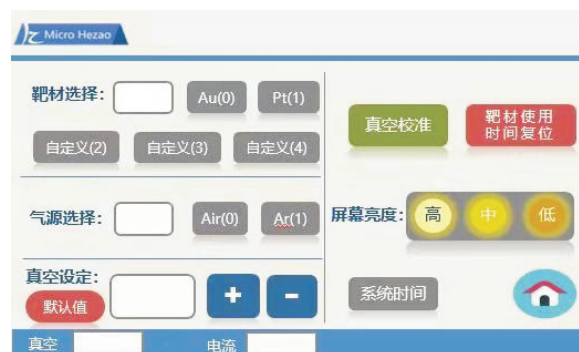 Micro Hezao
靶材选择: Au(0) Pt(1)
自定义(2) 自定义(3) 自定义(4)
气源选择: Air(0) Ar(1)
真空设定:
默认值 + -
真空校准 靶材使用
时间复位
屏幕亮度: 高 中 低
系统时间
真空 电流